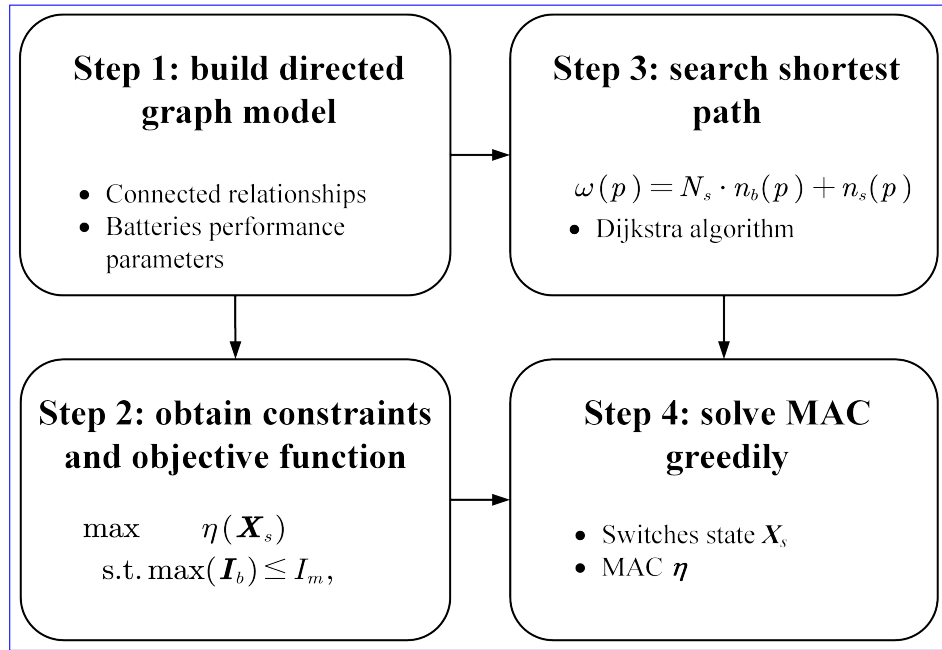 Step 1: build directed
graph model
• Connected relationships
• Batteries performance
parameters
Step 2: obtain constraints
and objective function
max η(X_s)
s.t. max(I_b) ≤ I_m,
Step 3: search shortest
path
ω(p) = N_s · n_b(p) + n_s(p)
• Dijkstra algorithm
Step 4: solve MAC
greedily
• Switches state X_s
• MAC η